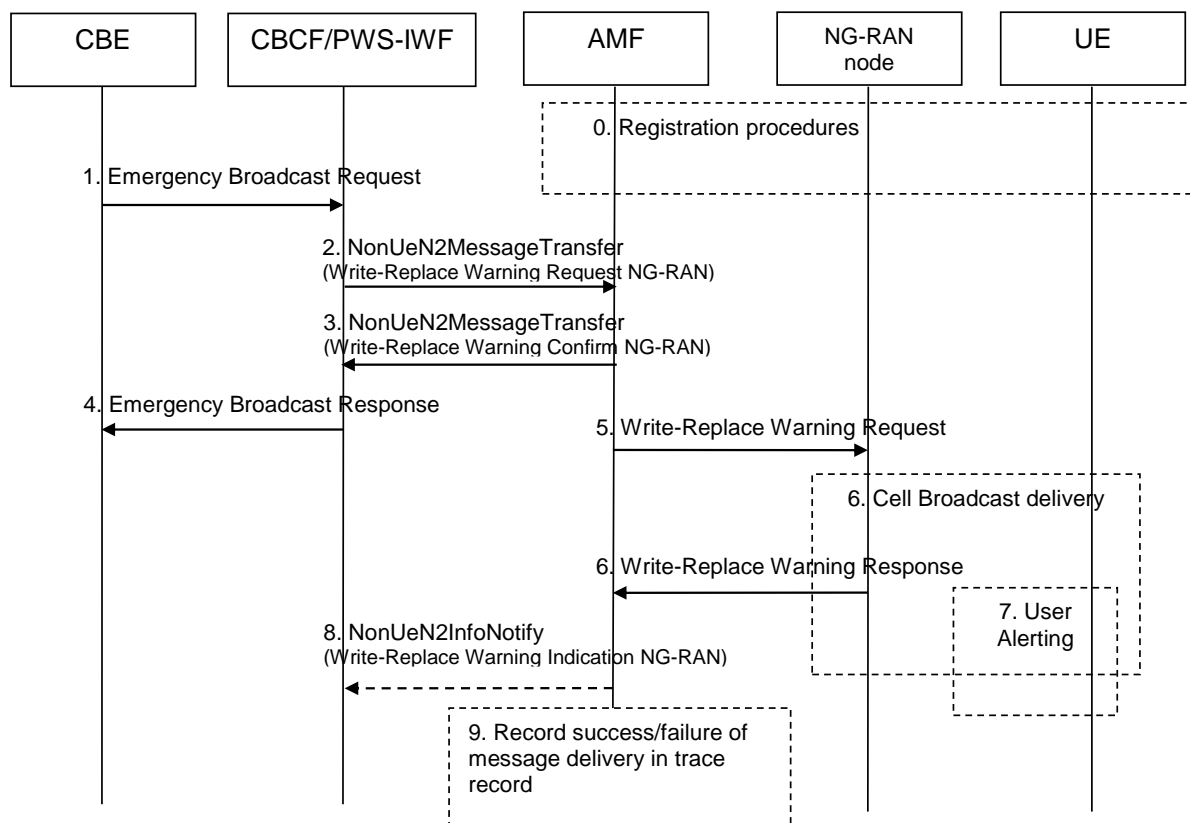 CBE
CBCF/PWS-IWF
AMF
NG-RAN
node
UE
0. Registration procedures
1. Emergency Broadcast Request
2. NonUeN2MessageTransfer
(Write-Replace Warning Request NG-RAN)
3. NonUeN2MessageTransfer
(Write-Replace Warning Confirm NG-RAN)
4. Emergency Broadcast Response
5. Write-Replace Warning Request
6. Cell Broadcast delivery
6. Write-Replace Warning Response
7. User
Alerting
8. NonUeN2InfoNotify
(Write-Replace Warning Indication NG-RAN)
9. Record success/failure of
message delivery in trace
record